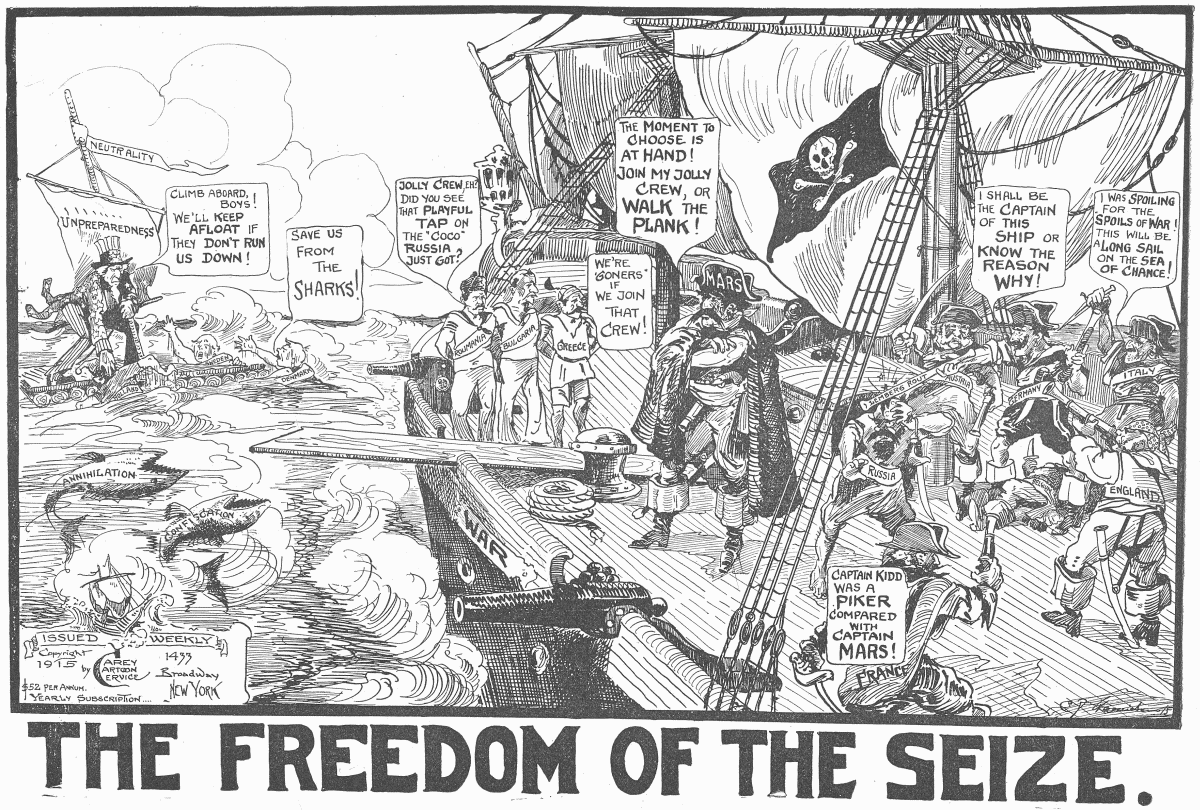 NEUTRALITY
UNPREPAREDNESS
CLIMB ABOARD,
BOYS!
WE'LL KEEP
AFLOAT IF
THEY DON'T RUN
US DOWN!
SAVE US
FROM
THE
SHARKS!
JOLLY CREW, EH?
DID YOU SEE
THAT PLAYFUL
TAP ON
THE "COCO"
RUSSIA
JUST GOT?
THE MOMENT TO
CHOOSE IS
AT HAND!
JOIN MY JOLLY
CREW, OR
WALK THE
PLANK!
WE'RE
GONERS
IF
WE JOIN
THAT
CREW!
MARS
I SHALL BE
THE CAPTAIN
OF THIS
SHIP OR
KNOW THE
REASON
WHY!
I WAS SPOILING
FOR THE
SPOILS OF WAR!
THIS WILL BE
A LONG SAIL
ON THE SEA
OF CHANCE!
ROUMANIA
BULGARIA
GREECE
SWEDEN
DENMARK
AUSTRIA
GERMANY
ITALY
RUSSIA
ENGLAND
ANNIHILATION
CONFISCATION
WAR
CAPTAIN KIDD
WAS A
PIKER
COMPARED
WITH
CAPTAIN
MARS!
FRANCE
ISSUED WEEKLY
Copyright
1915 by CAREY
CARTOON
SERVICE
1433
Broadway
NEW YORK
$52 PER ANNUM.
YEARLY SUBSCRIPTION....
THE FREEDOM OF THE SEIZE.